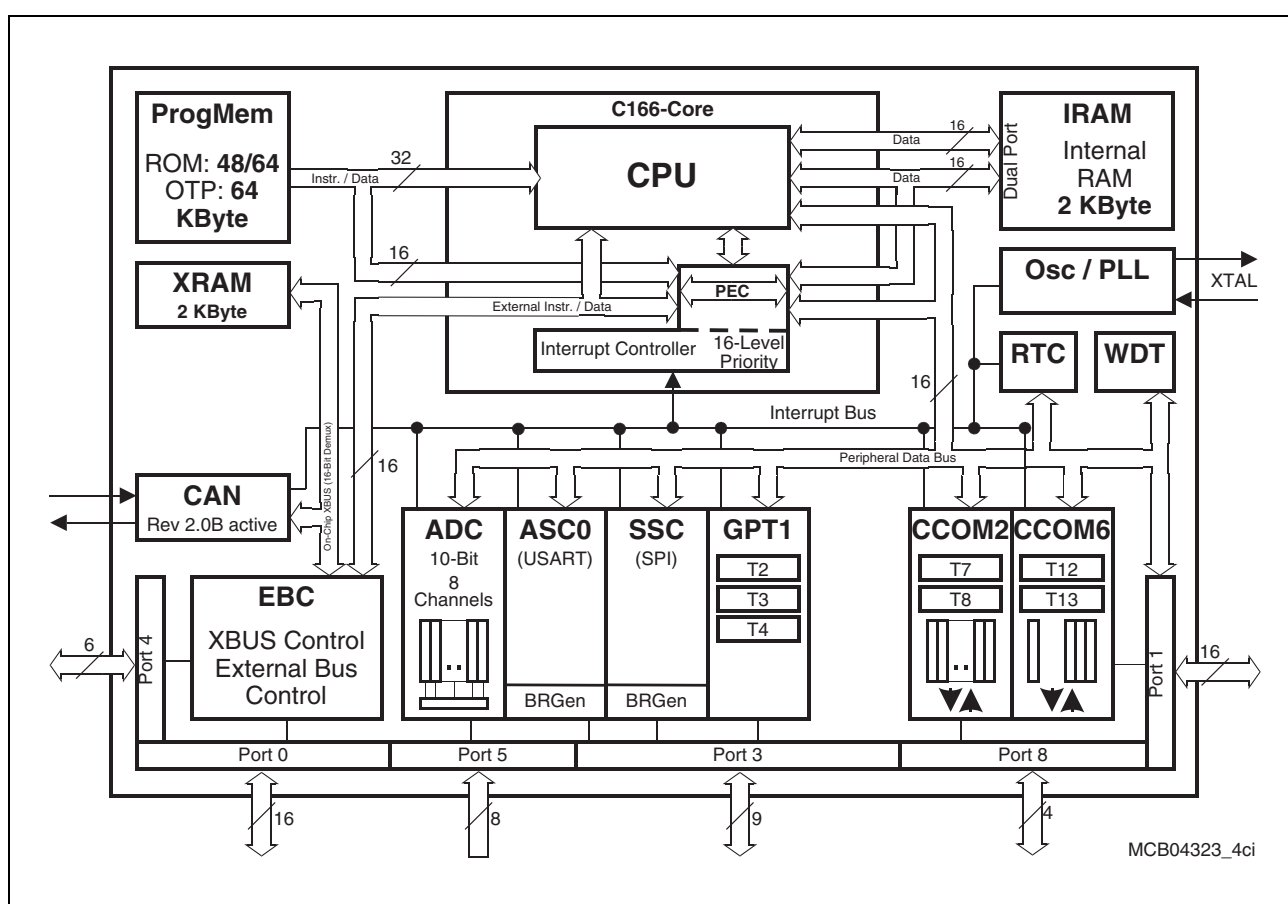 C166-Core
ProgMem
ROM: 48/64
OTP: 64
KByte
32
Instr. / Data
CPU
16
Data
16
Data
Dual Port
IRAM
Internal
RAM
2 KByte
XRAM
2 KByte
16
External Instr. / Data
PEC
Interrupt Controller
16-Level
Priority
Osc / PLL
XTAL
RTC
WDT
16
Interrupt Bus
Peripheral Data Bus
On-Chip XBUS (16-Bit Demux)
16
CAN
Rev 2.0B active
EBC
XBUS Control
External Bus
Control
ADC
10-Bit
8
Channels
ASC0
(USART)
BRGen
SSC
(SPI)
BRGen
GPT1
T2
T3
T4
CCOM2
T7
T8
CCOM6
T12
T13
6
Port 4
Port 1
16
Port 0
Port 5
Port 3
Port 8
16
8
9
4
MCB04323_4ci